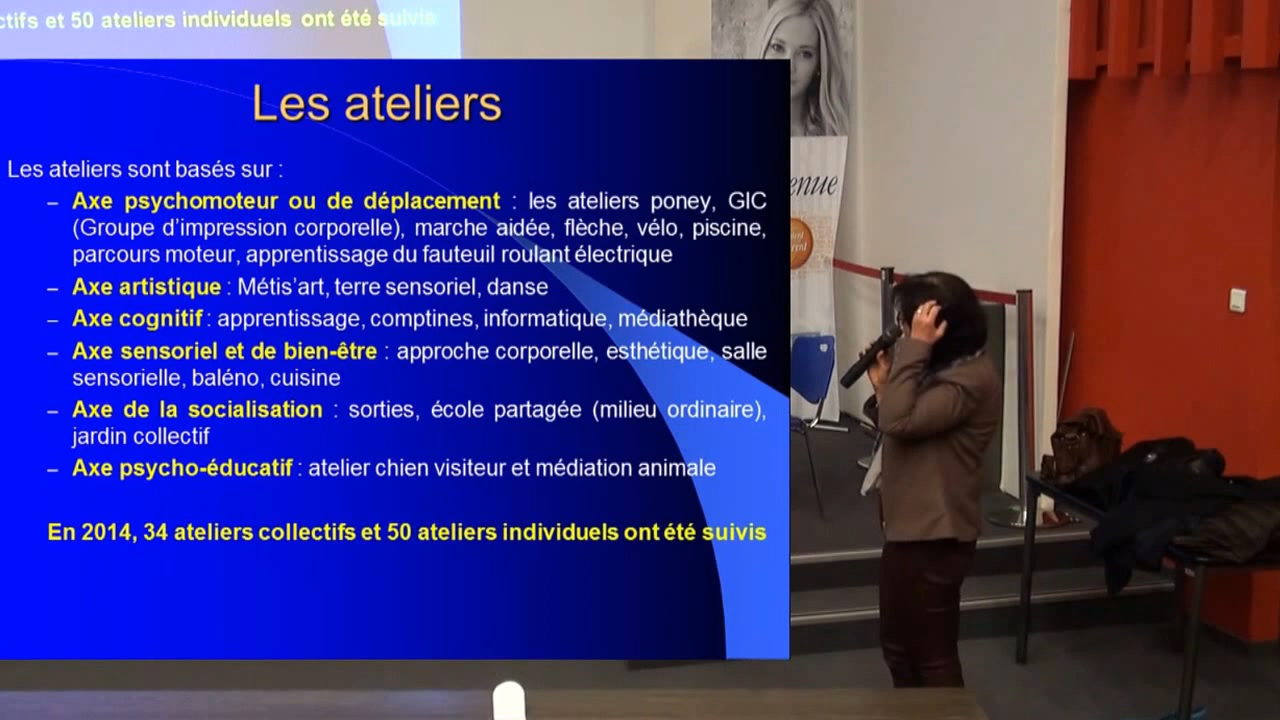 ctifs et 50 ateliers individuels ont été suivis
Les ateliers
Les ateliers sont basés sur :
– Axe psychomoteur ou de déplacement : les ateliers poney, GIC
(Groupe d’impression corporelle), marche aidée, flèche, vélo, piscine,
parcours moteur, apprentissage du fauteuil roulant électrique
– Axe artistique : Métis’art, terre sensoriel, danse
– Axe cognitif : apprentissage, comptines, informatique, médiathèque
– Axe sensoriel et de bien-être : approche corporelle, esthétique, salle
sensorielle, baléno, cuisine
– Axe de la socialisation : sorties, école partagée (milieu ordinaire),
jardin collectif
– Axe psycho-éducatif : atelier chien visiteur et médiation animale
En 2014, 34 ateliers collectifs et 50 ateliers individuels ont été suivis
enue